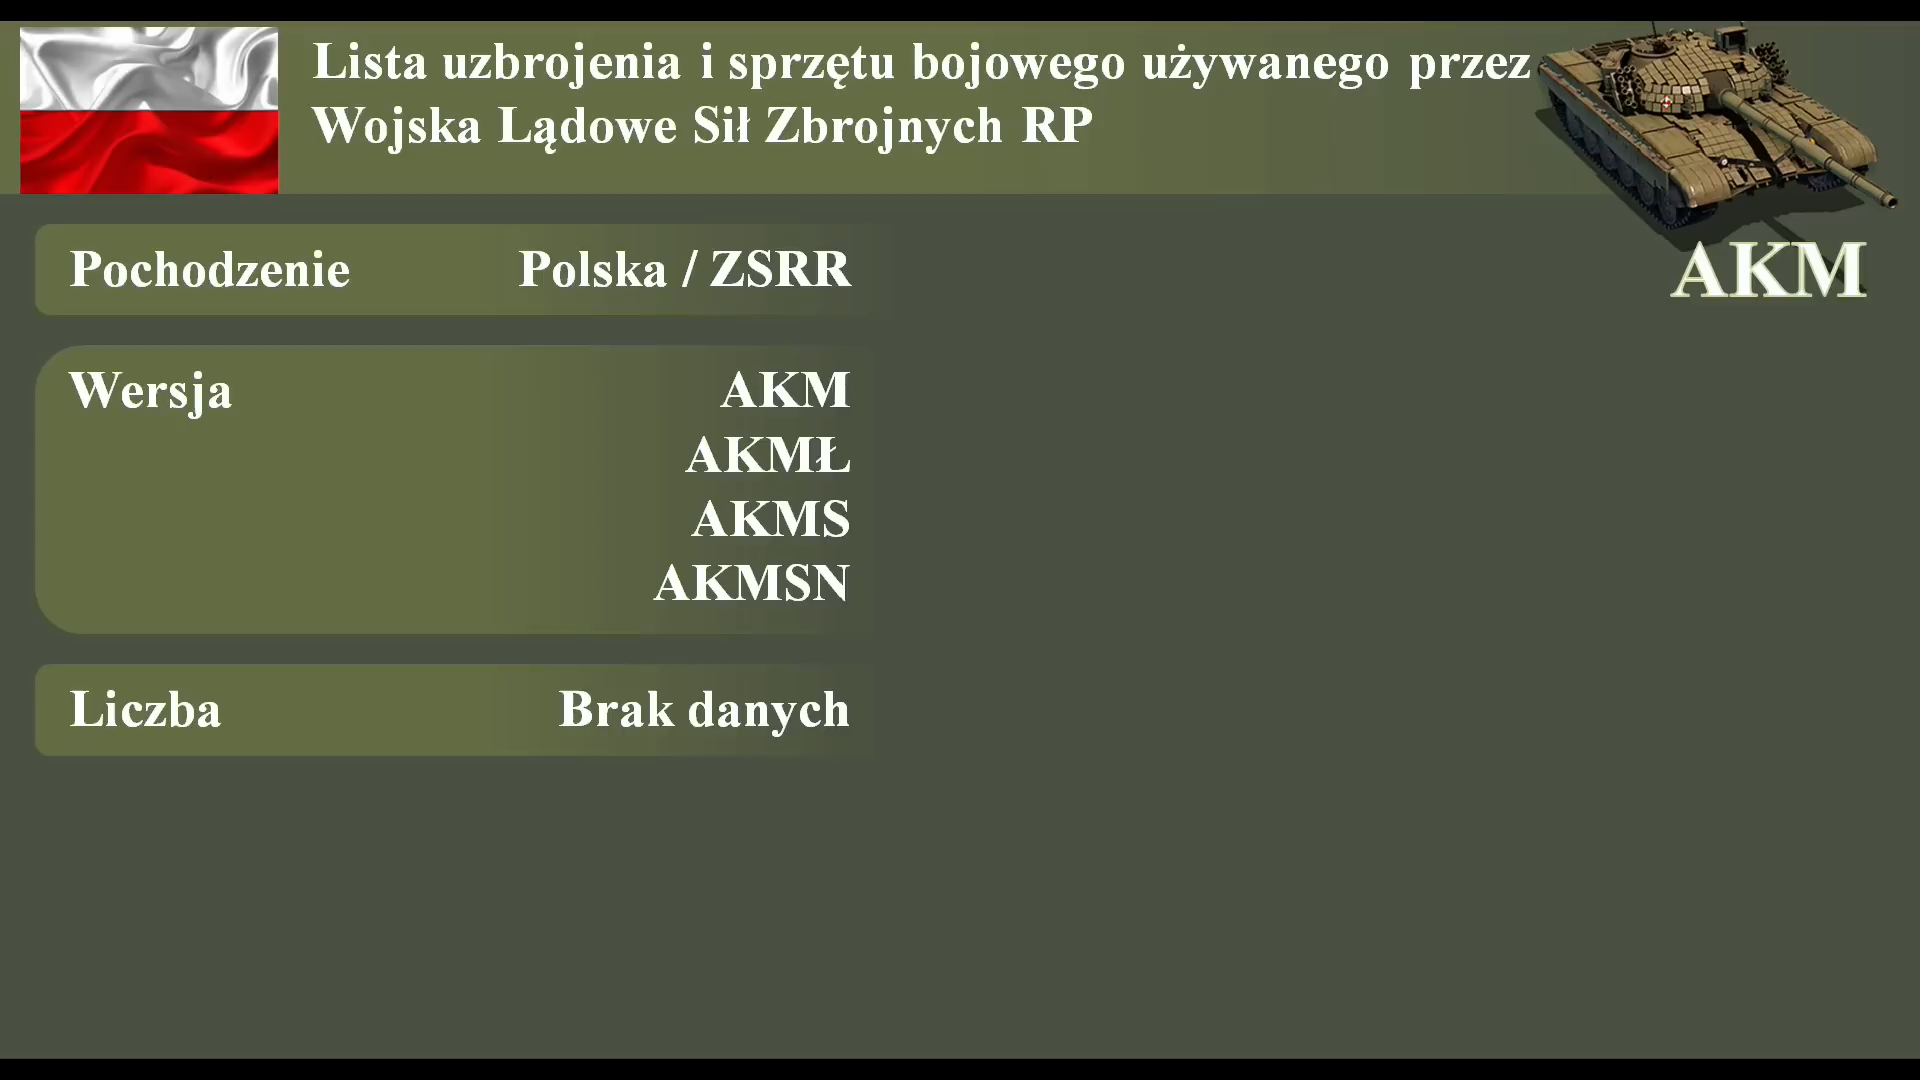 Lista uzbrojenia i sprzętu bojowego używanego przez
Wojska Lądowe Sił Zbrojnych RP
AKM
Pochodzenie Polska / ZSRR
Wersja AKM
AKMŁ
AKMS
AKMSN
Liczba Brak danych